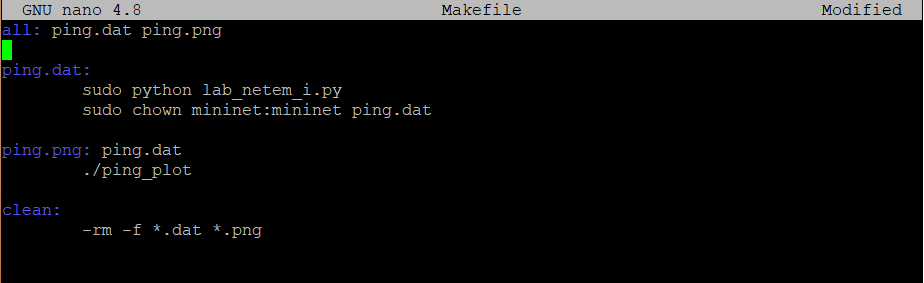 GNU nano 4.8 Makefile Modified
all: ping.dat ping.png
ping.dat:
sudo python lab_netem_i.py
sudo chown mininet:mininet ping.dat
ping.png: ping.dat
./ping_plot
clean:
-rm -f *.dat *.png